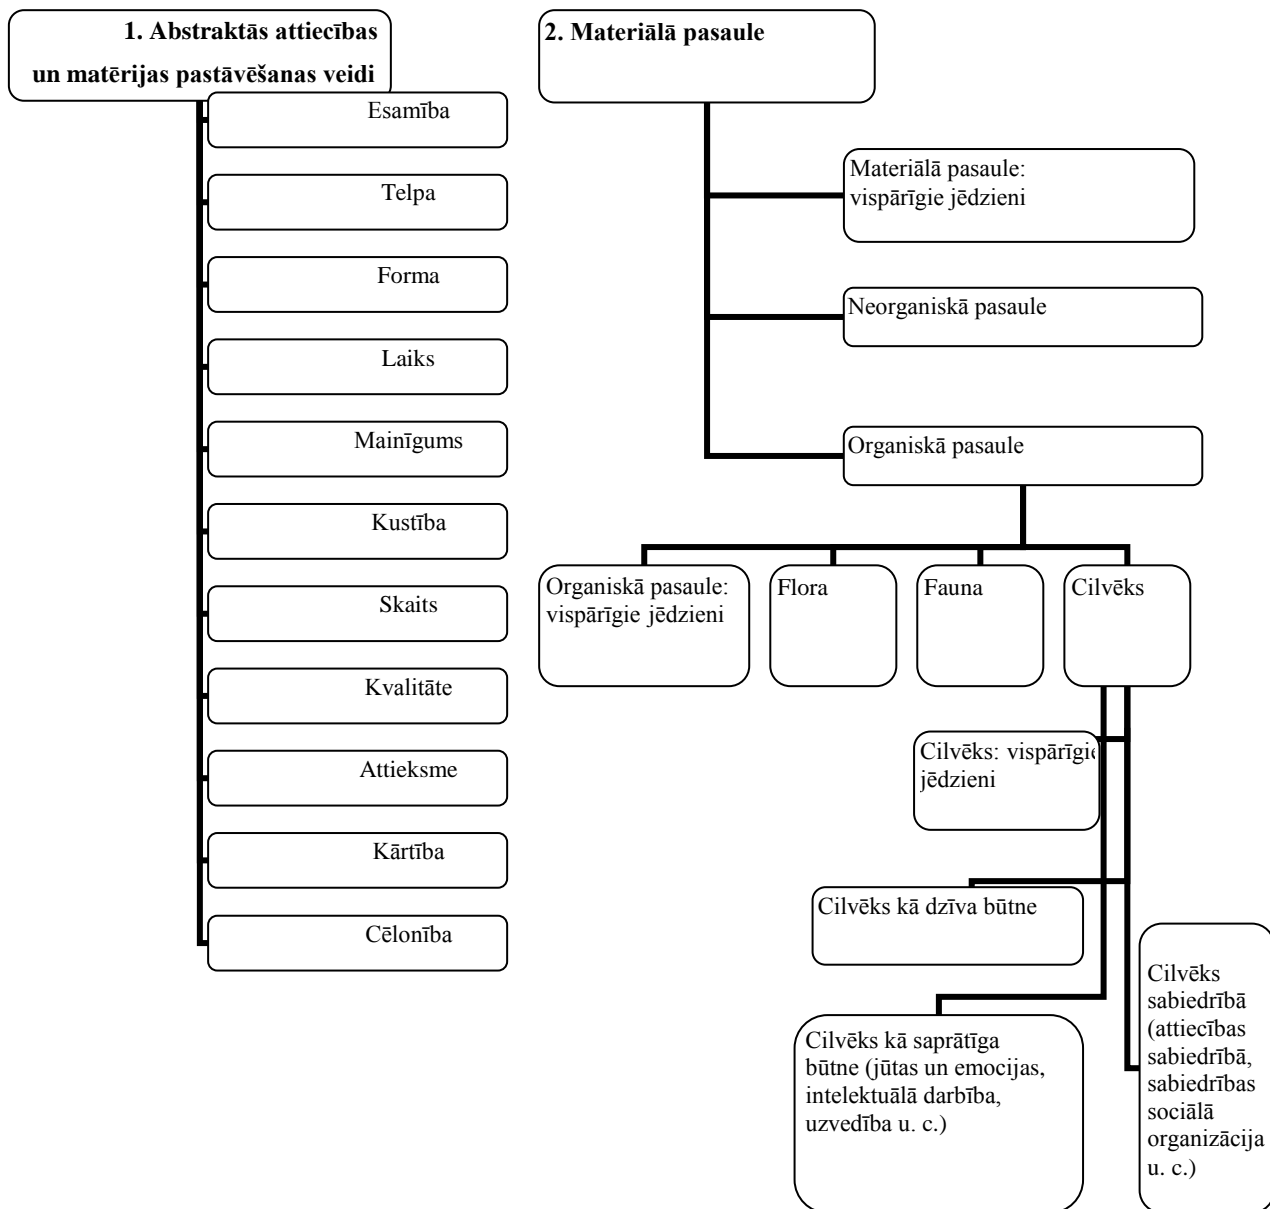 1. Abstraktās attiecības
un matērijas pastāvēšanas veidi
Esamība
Telpa
Forma
Laiks
Mainīgums
Kustība
Skaits
Kvalitāte
Attieksme
Kārtība
Cēlonība
2. Materiālā pasaule
Materiālā pasaule:
vispārīgie jēdzieni
Neorganiskā pasaule
Organiskā pasaule
Organiskā pasaule:
vispārīgie jēdzieni
Flora
Fauna
Cilvēks
Cilvēks: vispārīgie
jēdzieni
Cilvēks kā dzīva būtne
Cilvēks kā saprātīga
būtne (jūtas un emocijas,
intelektuālā darbība,
uzvedība u. c.)
Cilvēks
sabiedrībā
(attiecības
sabiedrībā,
sabiedrības
sociālā
organizācija
u. c.)